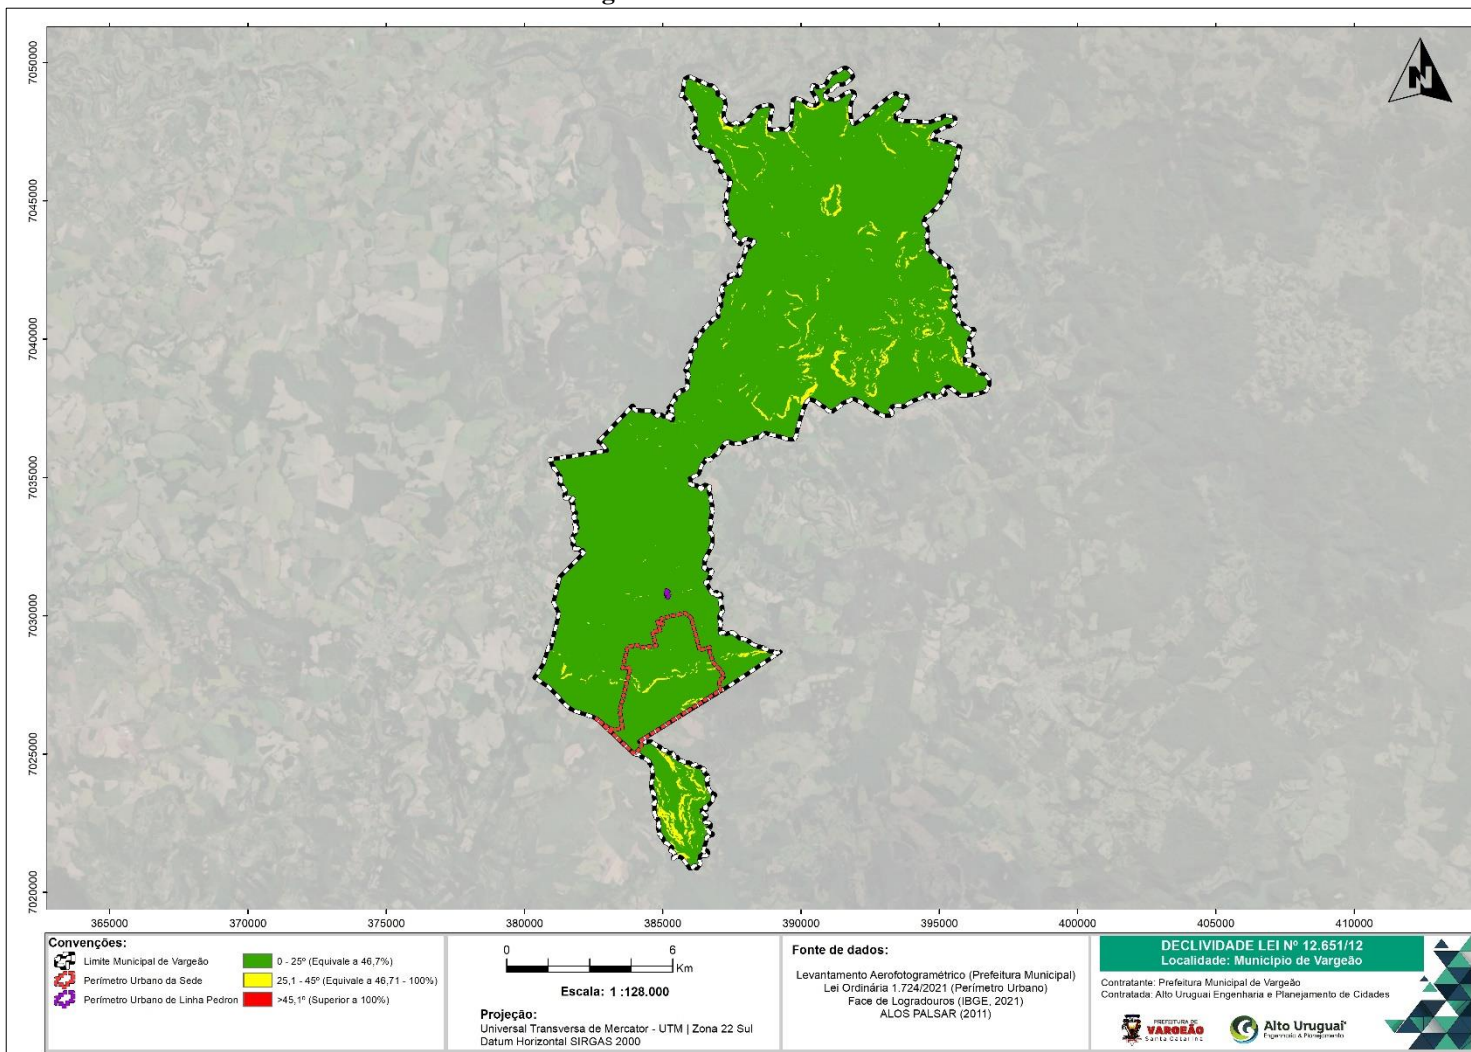 7050000
7045000
7040000
7035000
7030000
7025000
7020000
N
365000 370000 375000 380000 385000 390000 395000 400000 405000 410000
Convenções:
Limite Municipal de Vargeão
Perímetro Urbano da Sede
Perímetro Urbano de Linha Pedron
0 - 25º (Equivale a 46,7%)
25,1 - 45º (Equivale a 46,71 - 100%)
>45,1º (Superior a 100%)
0 6
Km
Escala: 1 :128.000
Projeção:
Universal Transversa de Mercator - UTM | Zona 22 Sul
Datum Horizontal SIRGAS 2000
Fonte de dados:
Levantamento Aerofotogramétrico (Prefeitura Municipal)
Lei Ordinária 1.724/2021 (Perímetro Urbano)
Face de Logradouros (IBGE, 2021)
ALOS PALSAR (2011)
DECLIVIDADE LEI Nº 12.651/12
Localidade: Município de Vargeão
Contratante: Prefeitura Municipal de Vargeão
Contratada: Alto Uruguai Engenharia e Planejamento de Cidades
PREFEITURA DE
VARGEÃO
Santa Catarina
Alto Uruguai
Engenharia & Planejamento